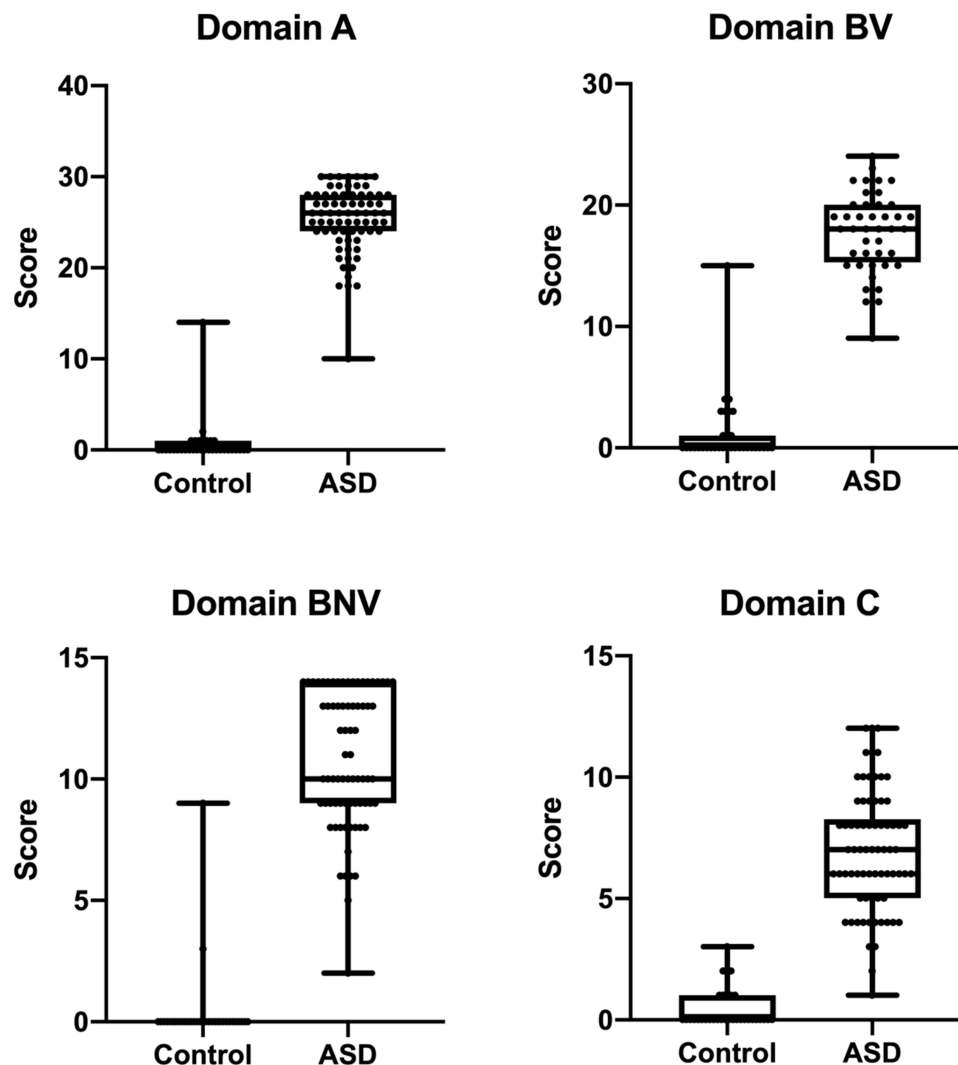 Domain A
Score
40
30
20
10
0
Control ASD
Domain BV
Score
30
20
10
0
Control ASD
Domain BNV
Score
15
10
5
0
Control ASD
Domain C
Score
15
10
5
0
Control ASD